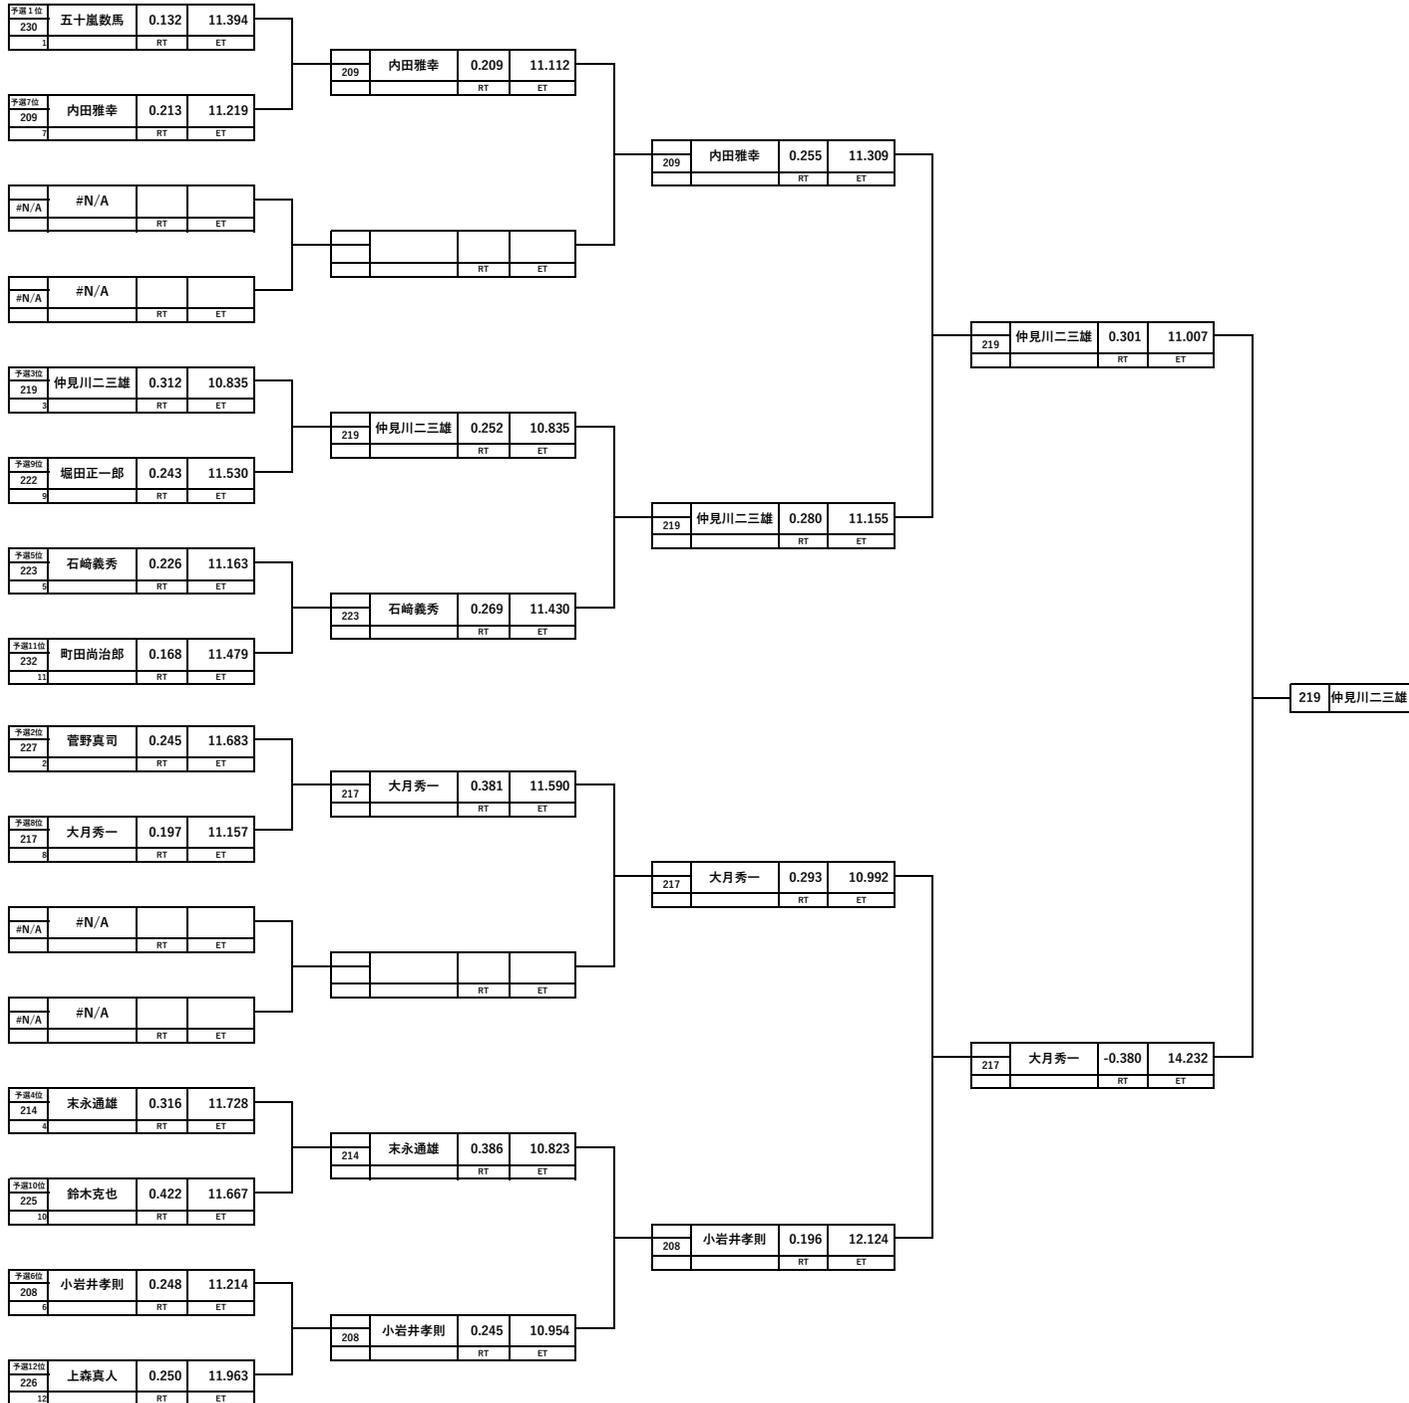 予選１位
230 五十嵐数馬 0.132 11.394
1 RT ET
209 内田雅幸 0.209 11.112
RT ET
予選7位
209 内田雅幸 0.213 11.219
7 RT ET
209 内田雅幸 0.255 11.309
RT ET
#N/A #N/A
RT ET
RT ET
#N/A #N/A
RT ET
219 仲見川二三雄 0.301 11.007
RT ET
予選3位
219 仲見川二三雄 0.312 10.835
3 RT ET
219 仲見川二三雄 0.252 10.835
RT ET
予選9位
222 堀田正一郎 0.243 11.530
9 RT ET
219 仲見川二三雄 0.280 11.155
RT ET
予選5位
223 石﨑義秀 0.226 11.163
5 RT ET
223 石﨑義秀 0.269 11.430
RT ET
予選11位
232 町田尚治郎 0.168 11.479
11 RT ET
219 仲見川二三雄
予選2位
227 菅野真司 0.245 11.683
2 RT ET
217 大月秀一 0.381 11.590
RT ET
予選8位
217 大月秀一 0.197 11.157
8 RT ET
217 大月秀一 0.293 10.992
RT ET
#N/A #N/A
RT ET
RT ET
#N/A #N/A
RT ET
217 大月秀一 -0.380 14.232
RT ET
予選4位
214 末永通雄 0.316 11.728
4 RT ET
214 末永通雄 0.386 10.823
RT ET
予選10位
225 鈴木克也 0.422 11.667
10 RT ET
208 小岩井孝則 0.196 12.124
RT ET
予選6位
208 小岩井孝則 0.248 11.214
6 RT ET
208 小岩井孝則 0.245 10.954
RT ET
予選12位
226 上森真人 0.250 11.963
12 RT ET